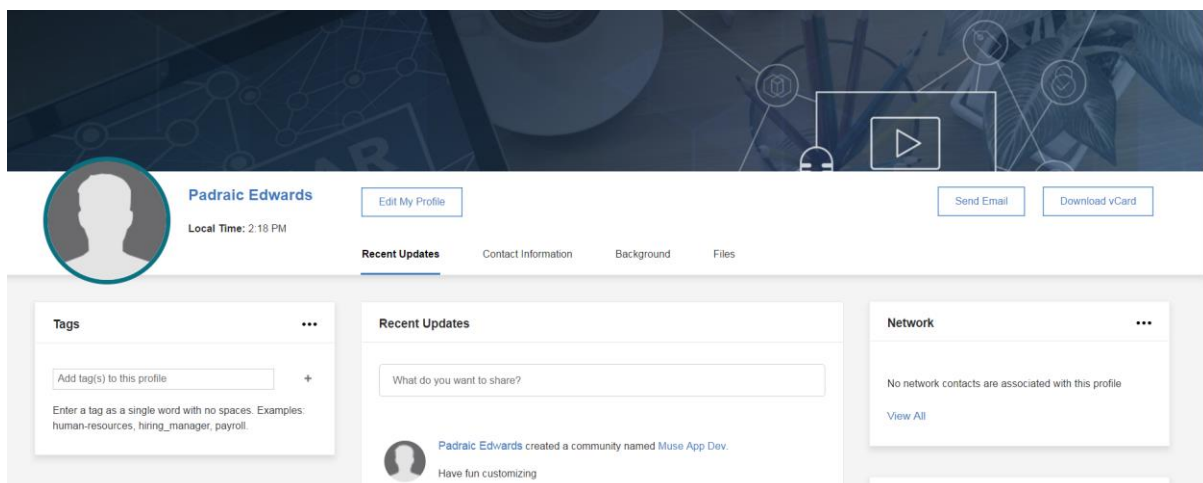 AR
Padraic Edwards
Local Time: 2:18 PM
Edit My Profile
Send Email
Download vCard
Recent Updates
Contact Information
Background
Files
Tags
•••
Add tag(s) to this profile
+
Enter a tag as a single word with no spaces. Examples:
human-resources, hiring_manager, payroll.
Recent Updates
What do you want to share?
Padraic Edwards created a community named Muse App Dev.
Have fun customizing
Network
•••
No network contacts are associated with this profile
View All